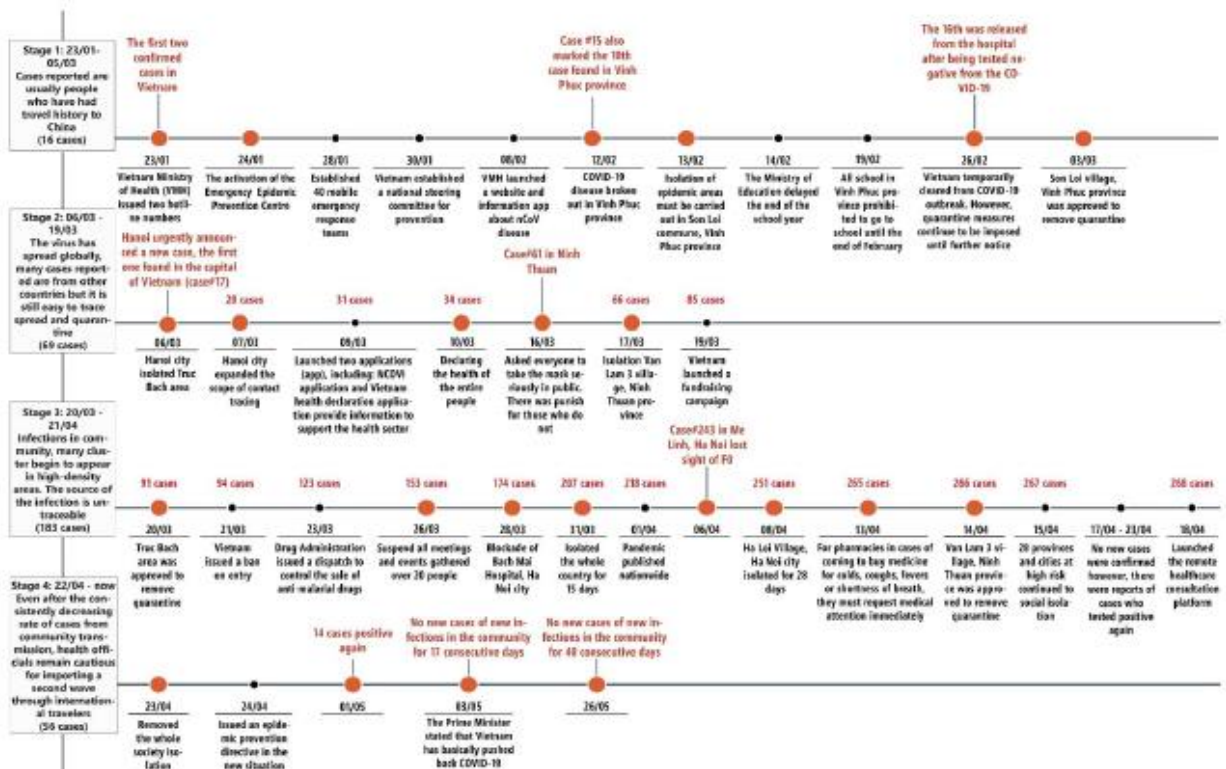 Stage 1: 23/01-
05/03
Cases reported are
usually people
who have had
travel history to
China
(16 cases)
The first two
confirmed
cases in
Vietnam
Case #15 also
marked the 10th
case found in Vinh
Phuc province
The 16th was released
from the hospital
after being tested ne-
gative from the CO-
VID-19
23/01
Vietnam Ministry
of Health (VMH)
issued two hotli-
ne numbers
24/01
The activation of the
Emergency Epidemic
Prevention Centre
28/01
Established
40 mobile
emergency
response
teams
30/01
Vietnam established
a national steering
committee for
prevention
08/02
VMH launched
a website and
information app
about nCoV
disease
12/02
COVID-19
disease broken
out in Vinh Phuc
province
13/02
Isolation of
epidemic areas
must be carried
out in Son Loi
commune, Vinh
Phuc province
14/02
The Ministry of
Education delayed
the end of the
school year
19/02
All school in
Vinh Phuc pro-
vince prohibi-
ted to go to
school until the
end of February
26/02
Vietnam temporarily
cleared from COVID-19
outbreak. However,
quarantine measures
continue to be imposed
until further notice
03/03
Son Loi village,
Vinh Phuc province
was approved to
remove quarantine
Stage 2: 06/03 -
19/03
The virus has
spread globally,
many cases report-
ed are from other
countries but it is
still easy to trace
spread and quaran-
tine
(69 cases)
Hanoi urgently announ-
ced a new case, the first
one found in the capital
of Vietnam (case#17)
20 cases
31 cases
34 cases
Case#61 in Ninh
Thuan
66 cases
85 cases
06/03
Hanoi city
isolated Truc
Bach area
07/03
Hanoi city
expanded the
scope of contact
tracing
09/03
Launched two applications
(app), including: NCOVI
application and Vietnam
health declaration applica-
tion provide information to
support the health sector
10/03
Declaring
the health of
the entire
people
16/03
Asked everyone to
take the mask se-
riously in public.
There was punish
for those who do
not
17/03
Isolation Van
Lam 3 villa-
ge, Ninh
Thuan pro-
vince
19/03
Vietnam
launched a
fundraising
campaign
Stage 3: 20/03 -
21/04
Infections in com-
munity, many clus-
ter begin to appear
in high-density
areas. The source of
the infection is un-
traceable
(183 cases)
91 cases
94 cases
123 cases
153 cases
174 cases
207 cases
218 cases
Case#243 in Me
Linh, Ha Noi lost
sight of F0
251 cases
265 cases
266 cases
267 cases
268 cases
20/03
Truc Bach
area was
approved to
remove
quarantine
21/03
Vietnam
issued a ban
on entry
23/03
Drug Administration
issued a dispatch to
control the sale of
anti-malarial drugs
26/03
Suspend all meetings
and events gathered
over 20 people
28/03
Blockade of
Bach Mai
Hospital, Ha
Noi city
31/03
Isolated
the whole
country for
15 days
01/04
Pandemic
published
nationwide
06/04
08/04
Ha Loi Village,
Ha Noi city
isolated for 28
days
13/04
For pharmacies in cases of
coming to buy medicine
for colds, coughs, fevers
or shortness of breath,
they must request medical
attention immediately
14/04
Van Lam 3 vi-
llage, Ninh
Thuan provin-
ce was appro-
ved to remove
quarantine
15/04
28 provinces
and cities at
high risk
continued to
social isola-
tion
17/04 - 23/04
No new cases
were confirmed
however, there
were reports of
cases who
tested positive
again
18/04
Launched
the remote
healthcare
consultation
platform
Stage 4: 22/04 - now
Even after the con-
sistently decreasing
rate of cases from
community trans-
mission, health offi-
cials remain cautious
for importing a
second wave
through internation-
al travelers
(56 cases)
14 cases positive
again
No new cases of new in-
fections in the community
for 17 consecutive days
No new cases of new in-
fections in the community
for 40 consecutive days
23/04
Removed
the whole
society iso-
lation
24/04
Issued an epide-
mic prevention
directive in the
new situation
01/05
03/05
The Prime Minister
stated that Vietnam
has basically pushed
back COVID-19
26/05